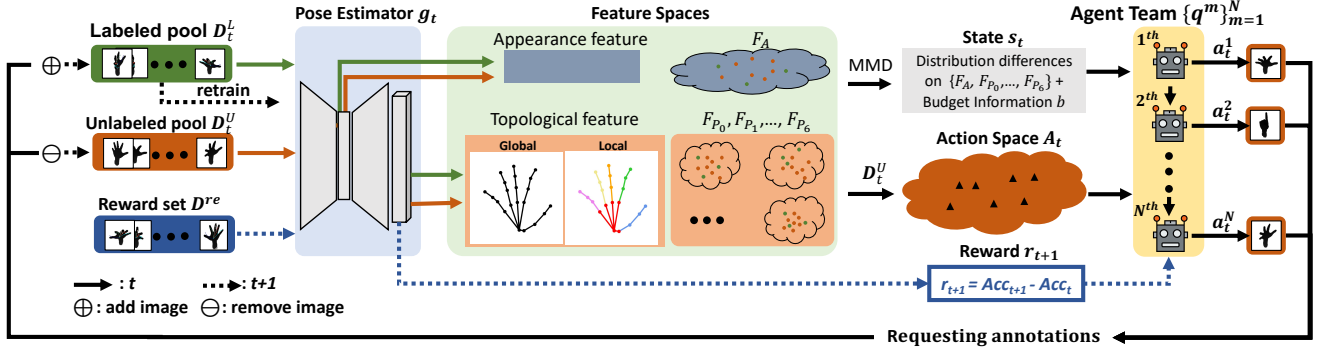 Labeled pool D_t^L
retrain
Unlabeled pool D_t^U
Reward set D^re
: t
: t+1
: add image
: remove image
Pose Estimator g_t
Feature Spaces
Appearance feature
F_A
Topological feature
F_{P_0}, F_{P_1},..., F_{P_6}
Global
Local
MMD
D_t^U
State s_t
Distribution differences
on {F_A, F_{P_0},..., F_{P_6}} +
Budget Information b
Action Space A_t
Reward r_{t+1}
r_{t+1} = Acc_{t+1} - Acc_t
Agent Team {q^m}_{m=1}^N
1^th
a_t^1
2^th
a_t^2
N^th
a_t^N
Requesting annotations